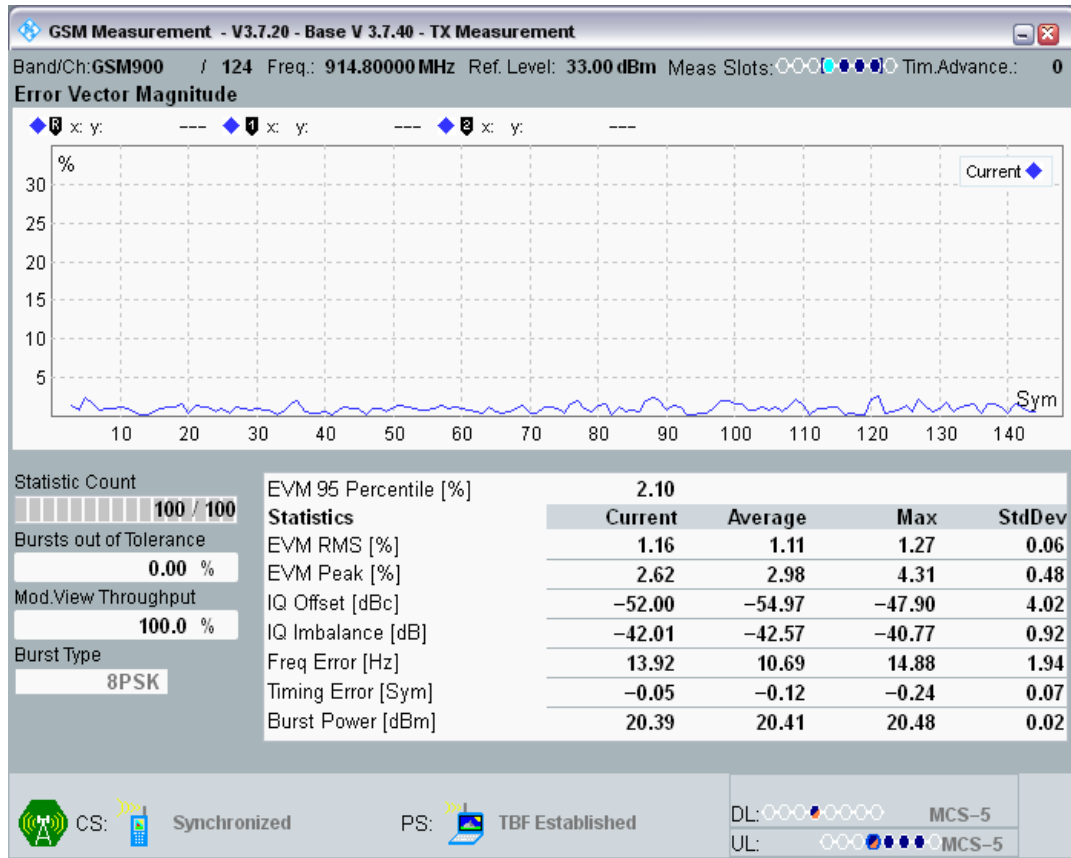 GSM Measurement - V3.7.20 - Base V 3.7.40 - TX Measurement
Band/Ch:GSM900 / 124 Freq.: 914.80000 MHz Ref. Level: 33.00 dBm Meas Slots: Tim.Advance.: 0
Error Vector Magnitude
R x: y: --- 1 x: y: --- 2 x: y: ---
%
Current
30
25
20
15
10
5
Sym
10 20 30 40 50 60 70 80 90 100 110 120 130 140
Statistic Count
100 / 100
Bursts out of Tolerance
0.00 %
Mod.View Throughput
100.0 %
Burst Type
8PSK
EVM 95 Percentile [%] 2.10
Statistics Current Average Max StdDev
EVM RMS [%] 1.16 1.11 1.27 0.06
EVM Peak [%] 2.62 2.98 4.31 0.48
IQ Offset [dBc] −52.00 −54.97 −47.90 4.02
IQ Imbalance [dB] −42.01 −42.57 −40.77 0.92
Freq Error [Hz] 13.92 10.69 14.88 1.94
Timing Error [Sym] −0.05 −0.12 −0.24 0.07
Burst Power [dBm] 20.39 20.41 20.48 0.02
CS: Synchronized PS: TBF Established
DL: MCS−5
UL: MCS−5